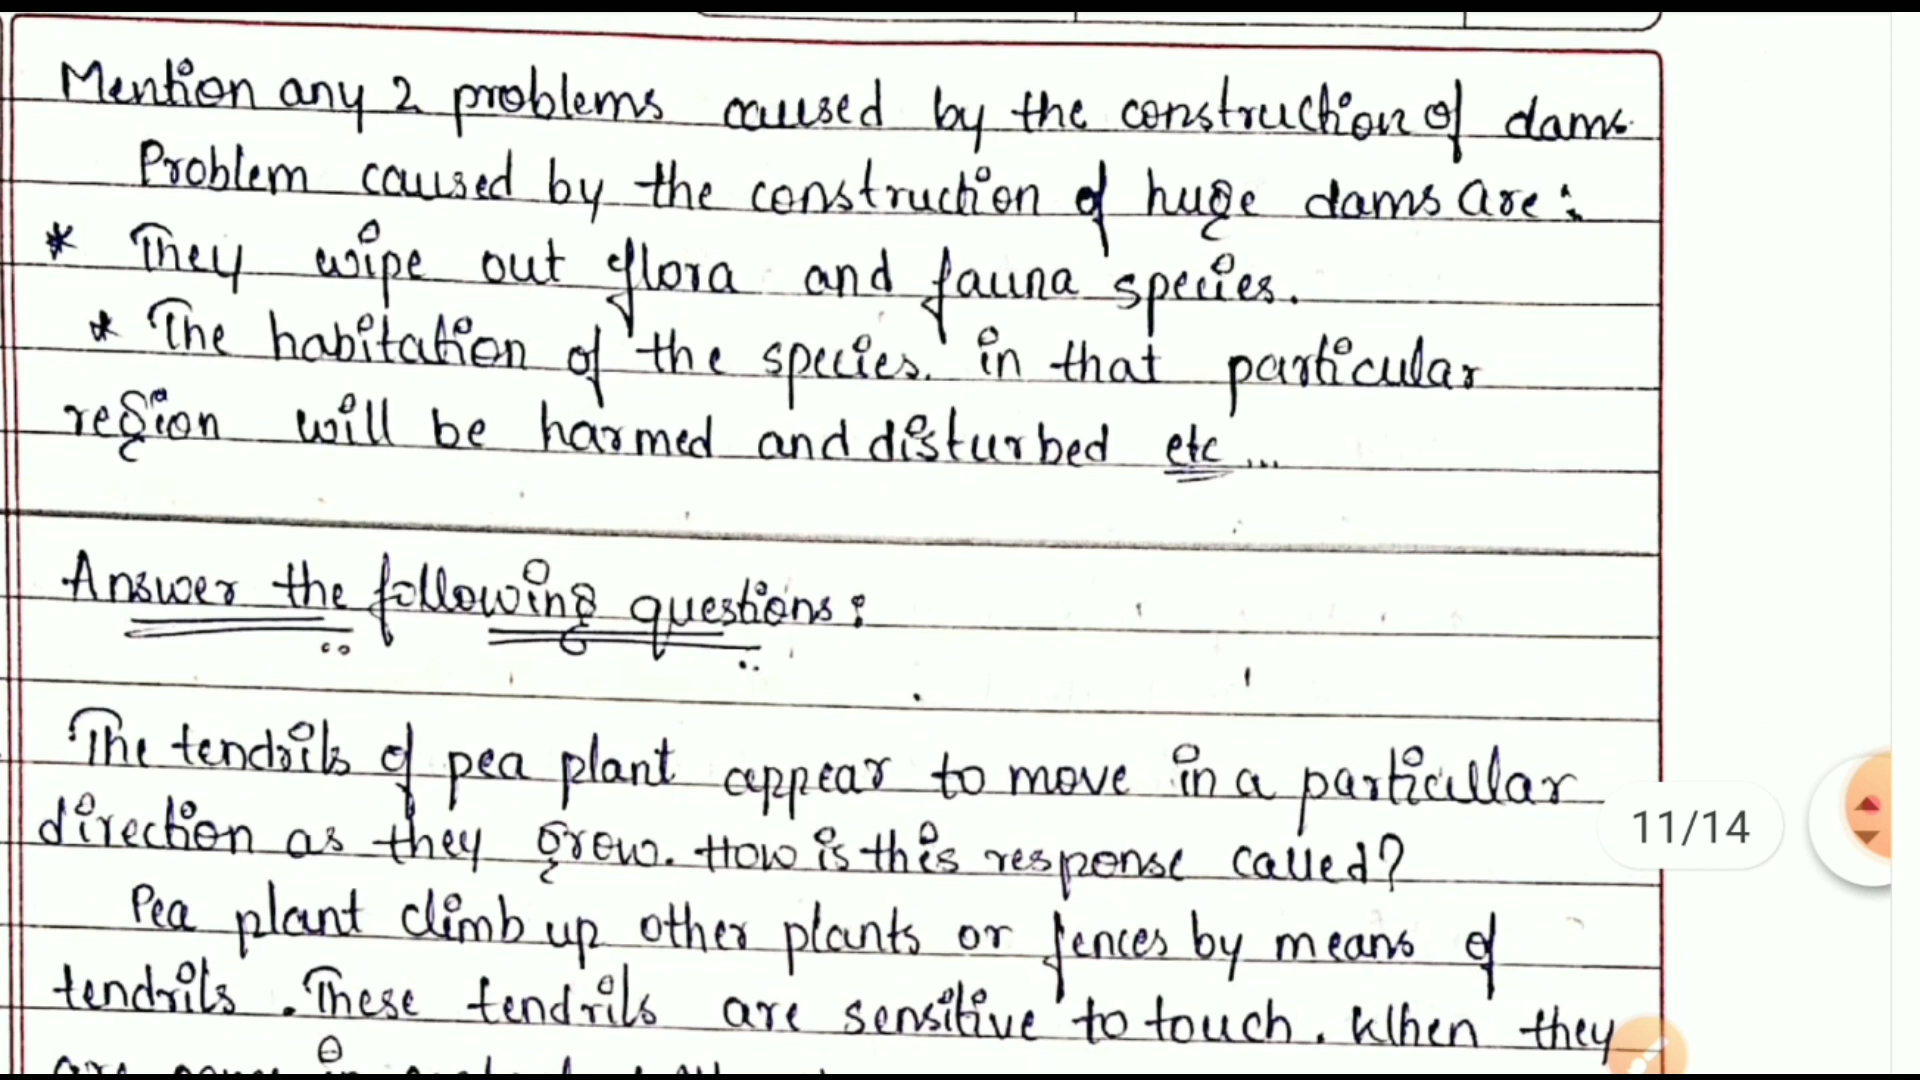 Mention any 2 problems caused by the construction of dams.
Problem caused by the construction of huge dams are:
* They wipe out flora and fauna species.
* The habitation of the species. in that particular
region will be harmed and disturbed etc...
Answer the following questions:
The tendrils of pea plant appear to move in a particular
direction as they grow. How is this response called?
11/14
Pea plant climb up other plants or fences by means of
tendrils. These tendrils are sensitive to touch. When they